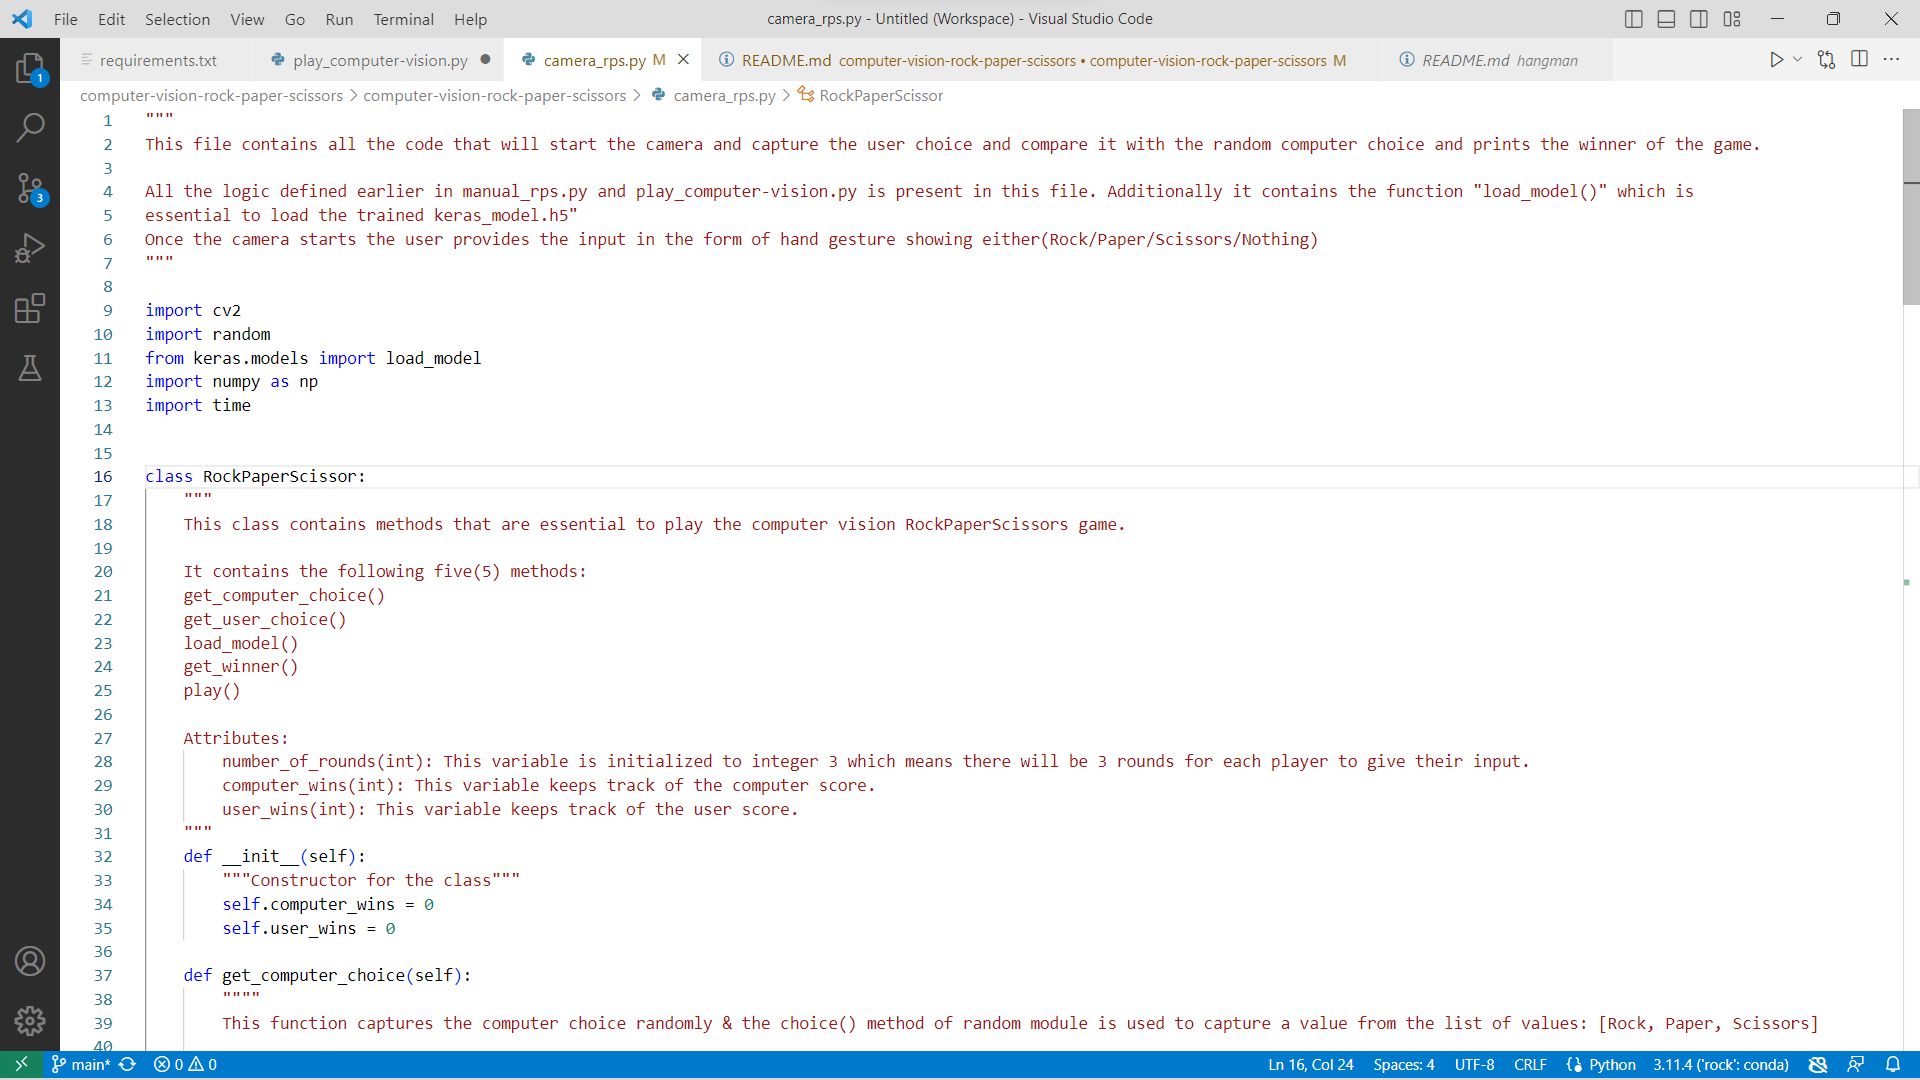 File Edit Selection View Go Run Terminal Help camera_rps.py - Untitled (Workspace) - Visual Studio Code
requirements.txt play_computer-vision.py camera_rps.py M README.md computer-vision-rock-paper-scissors • computer-vision-rock-paper-scissors M README.md hangman
computer-vision-rock-paper-scissors > computer-vision-rock-paper-scissors > camera_rps.py > RockPaperScissor
1 """
2 This file contains all the code that will start the camera and capture the user choice and compare it with the random computer choice and prints the winner of the game.
3
4 All the logic defined earlier in manual_rps.py and play_computer-vision.py is present in this file. Additionally it contains the function "load_model()" which is
5 essential to load the trained keras_model.h5"
6 Once the camera starts the user provides the input in the form of hand gesture showing either(Rock/Paper/Scissors/Nothing)
7 """
8
9 import cv2
10 import random
11 from keras.models import load_model
12 import numpy as np
13 import time
14
15
16 class RockPaperScissor:
17 """
18 This class contains methods that are essential to play the computer vision RockPaperScissors game.
19
20 It contains the following five(5) methods:
21 get_computer_choice()
22 get_user_choice()
23 load_model()
24 get_winner()
25 play()
26
27 Attributes:
28 number_of_rounds(int): This variable is initialized to integer 3 which means there will be 3 rounds for each player to give their input.
29 computer_wins(int): This variable keeps track of the computer score.
30 user_wins(int): This variable keeps track of the user score.
31 """
32 def __init__(self):
33 """Constructor for the class"""
34 self.computer_wins = 0
35 self.user_wins = 0
36
37 def get_computer_choice(self):
38 """"
39 This function captures the computer choice randomly & the choice() method of random module is used to capture a value from the list of values: [Rock, Paper, Scissors]
40
1
3
main* 0 0 Ln 16, Col 24 Spaces: 4 UTF-8 CRLF Python 3.11.4 ('rock': conda)